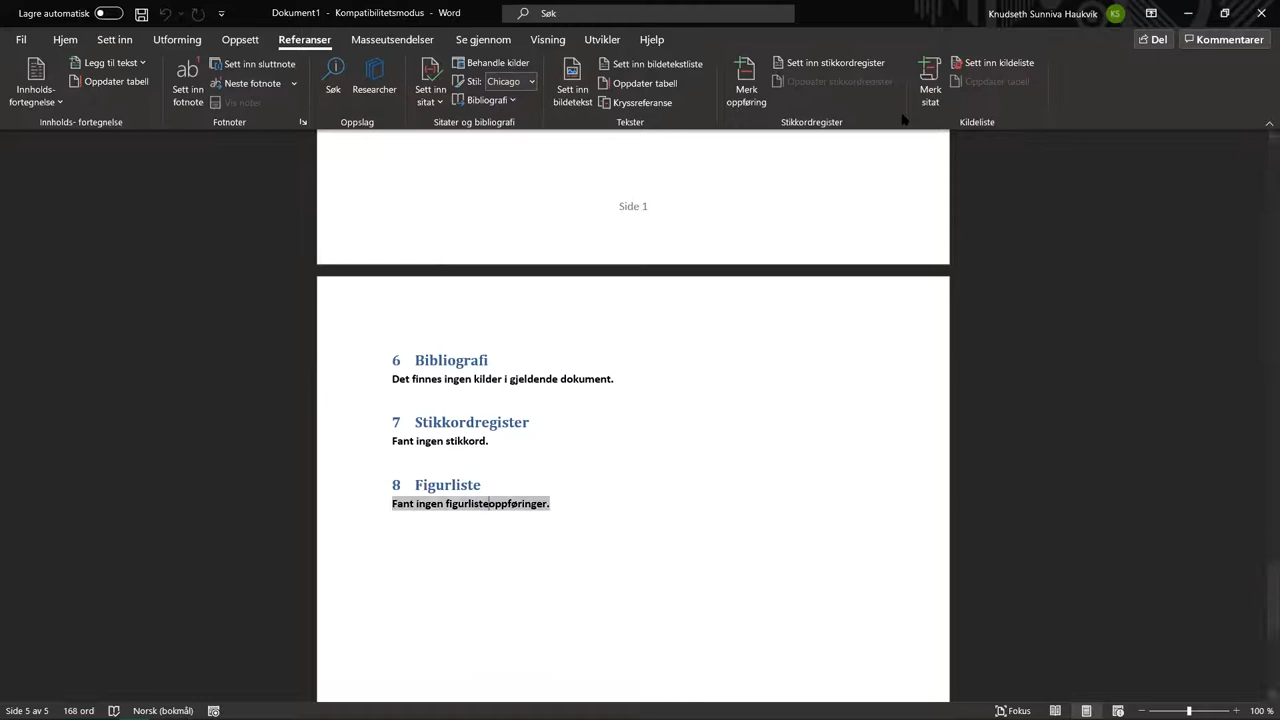 Lagre automatisk
Dokument1 - Kompatibilitetsmodus - Word
Søk
Knudseth Sunniva Haukvik
KS
Fil Hjem Sett inn Utforming Oppsett Referanser Masseutsendelser Se gjennom Visning Utvikler Hjelp
Del Kommentarer
Innholds-
fortegnelse
Legg til tekst
Oppdater tabell
Innholds- fortegnelse
ab
Sett inn
fotnote
Sett inn sluttnote
Neste fotnote
Vis noter
Fotnoter
Søk
Researcher
Oppslag
Sett inn
sitat
Behandle kilder
Stil: Chicago
Bibliografi
Sitater og bibliografi
Sett inn
bildetekst
Sett inn bildetekstliste
Oppdater tabell
Kryssreferanse
Tekster
Merk
oppføring
Sett inn stikkordregister
Oppdater stikkordregister
Stikkordregister
Merk
sitat
Sett inn kildeliste
Oppdater tabell
Kildeliste
Side 1
6 Bibliografi
Det finnes ingen kilder i gjeldende dokument.
7 Stikkordregister
Fant ingen stikkord.
8 Figurliste
Fant ingen figurlisteoppføringer.
Side 5 av 5 168 ord Norsk (bokmål)
Fokus
100 %